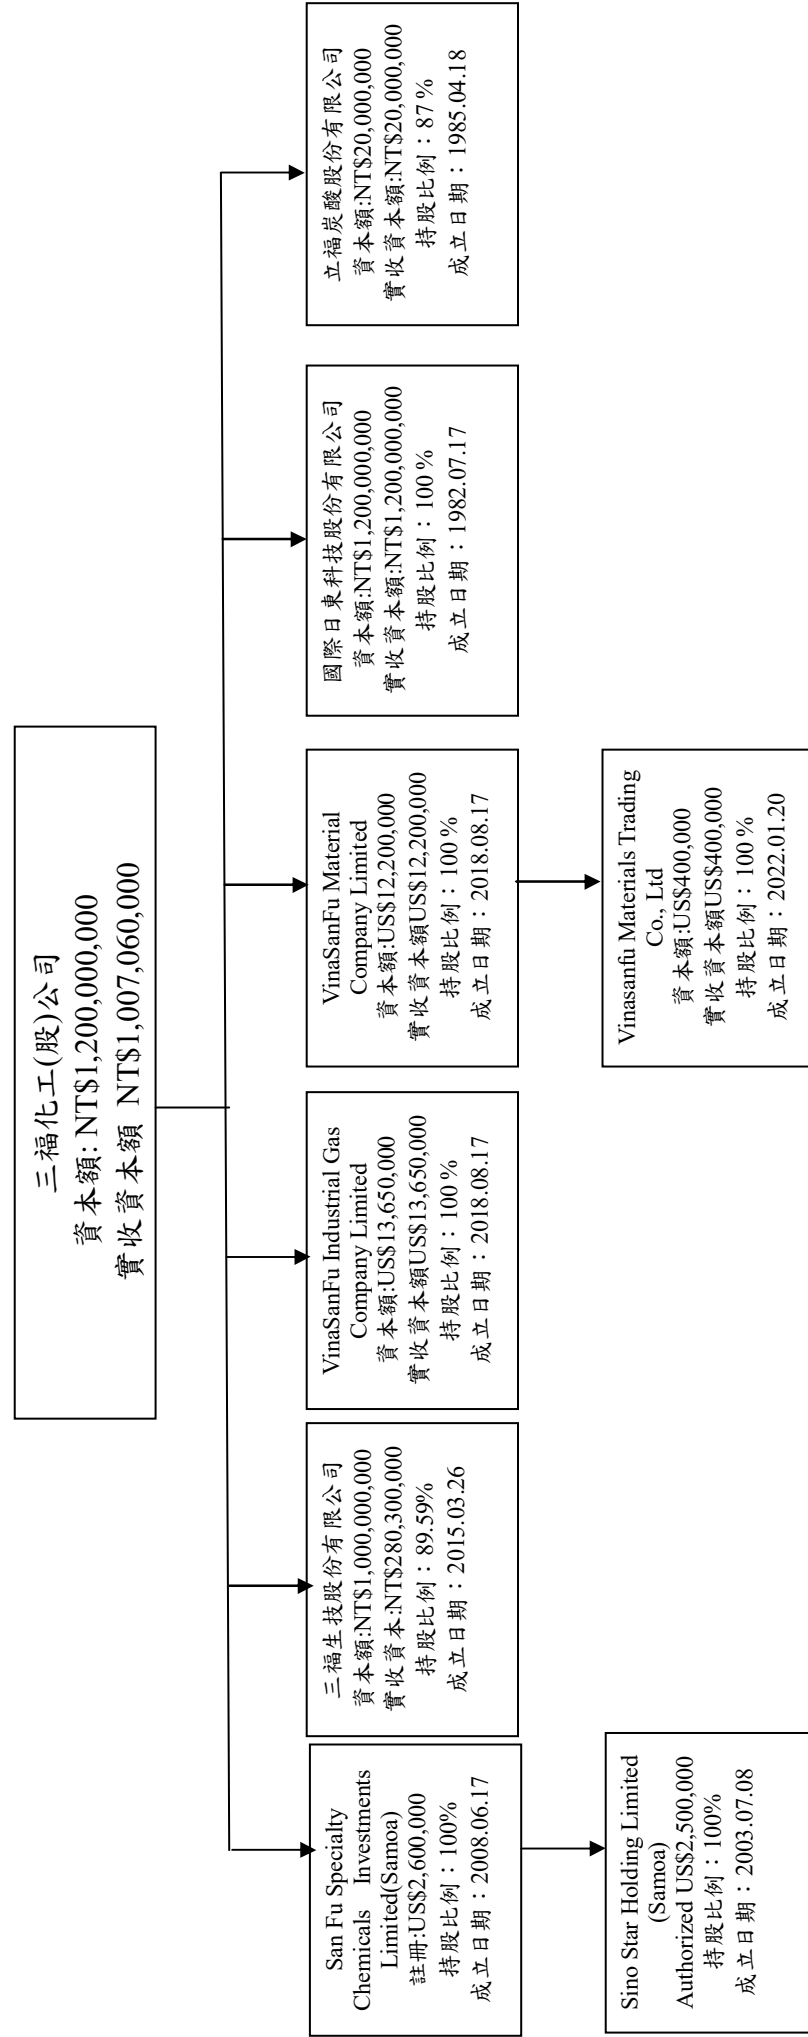 三福化工(股)公司
資本額: NT$1,200,000,000
實收資本額 NT$1,007,060,000
San Fu Specialty
Chemicals Investments
Limited(Samoa)
註冊:US$2,600,000
持股比例：100%
成立日期：2008.06.17
三福生技股份有限公司
資本額:NT$1,000,000,000
實收資本:NT$280,300,000
持股比例：89.59%
成立日期：2015.03.26
VinaSanFu Industrial Gas
Company Limited
資本額:US$13,650,000
實收資本額US$13,650,000
持股比例：100 %
成立日期：2018.08.17
VinaSanFu Material
Company Limited
資本額:US$12,200,000
實收資本額US$12,200,000
持股比例：100 %
成立日期：2018.08.17
國際日東科技股份有限公司
資本額:NT$1,200,000,000
實收資本額:NT$1,200,000,000
持股比例：100 %
成立日期：1982.07.17
立福炭酸股份有限公司
資本額:NT$20,000,000
實收資本額:NT$20,000,000
持股比例：87 %
成立日期：1985.04.18
Sino Star Holding Limited
(Samoa)
Authorized US$2,500,000
持股比例：100%
成立日期：2003.07.08
Vinasanfu Materials Trading
Co., Ltd
資本額:US$400,000
實收資本額US$400,000
持股比例：100 %
成立日期：2022.01.20